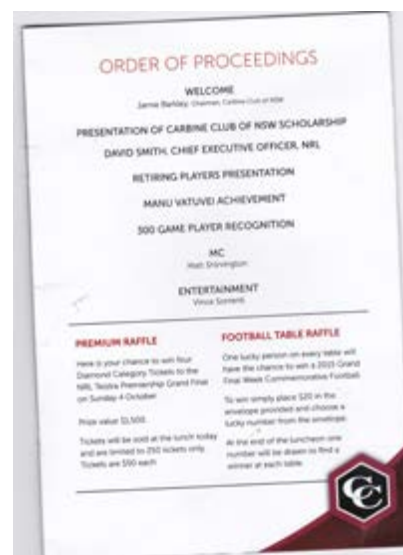 ORDER OF PROCEEDINGS
WELCOME
Jamie Barkley, Chairman, Carbine Club of NSW
PRESENTATION OF CARBINE CLUB OF NSW SCHOLARSHIP
DAVID SMITH, CHIEF EXECUTIVE OFFICER, NRL
RETIRING PLAYERS PRESENTATION
MANU VATUVEI ACHIEVEMENT
300 GAME PLAYER RECOGNITION
MC
Matt Shirvington
ENTERTAINMENT
Vince Sorrenti
PREMIUM RAFFLE
Here is your chance to win four
Diamond Category Tickets to the
NRL Telstra Premiership Grand Final
on Sunday 4 October.
Prize value $1,500.
Tickets will be sold at the lunch today
and are limited to 250 tickets only.
Tickets are $90 each
FOOTBALL TABLE RAFFLE
One lucky person on every table will
have the chance to win a 2015 Grand
Final Week Commemorative Football.
To win simply place $20 in the
envelope provided and choose a
lucky number from the envelope.
At the end of the luncheon one
number will be drawn to find a
winner at each table.
CC